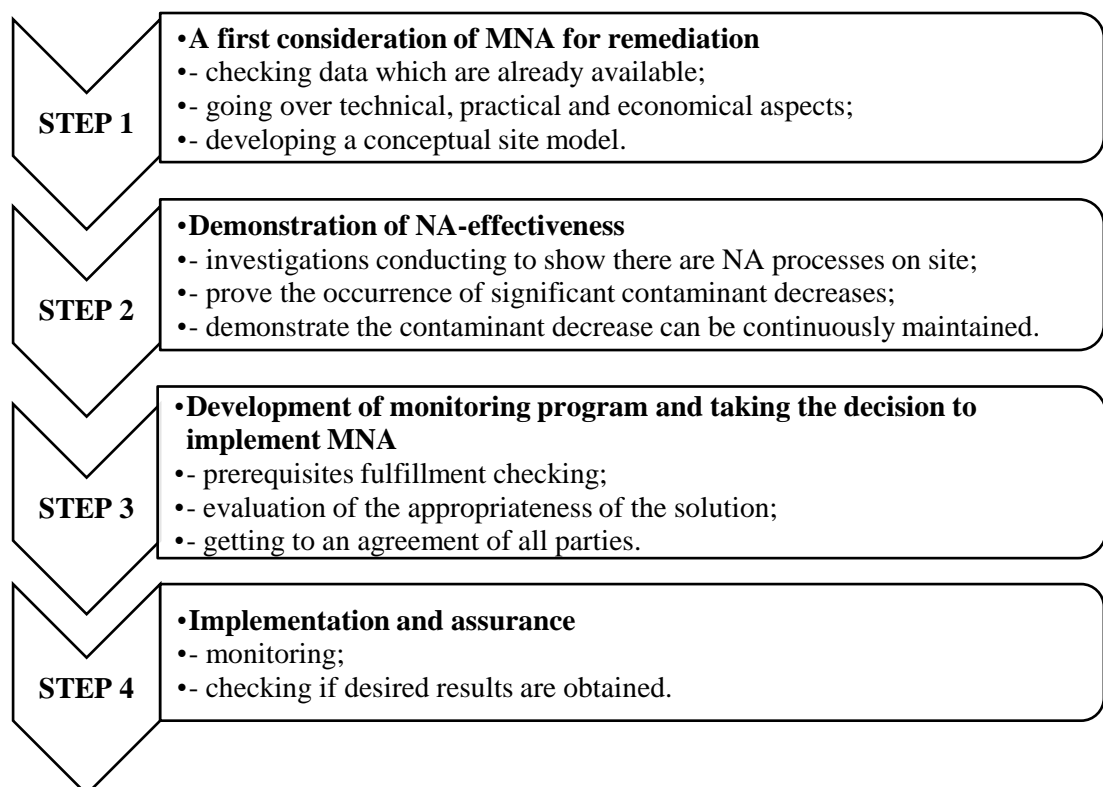 STEP 1
•A first consideration of MNA for remediation
•- checking data which are already available;
•- going over technical, practical and economical aspects;
•- developing a conceptual site model.
STEP 2
•Demonstration of NA-effectiveness
•- investigations conducting to show there are NA processes on site;
•- prove the occurrence of significant contaminant decreases;
•- demonstrate the contaminant decrease can be continuously maintained.
STEP 3
•Development of monitoring program and taking the decision to
implement MNA
•- prerequisites fulfillment checking;
•- evaluation of the appropriateness of the solution;
•- getting to an agreement of all parties.
STEP 4
•Implementation and assurance
•- monitoring;
•- checking if desired results are obtained.